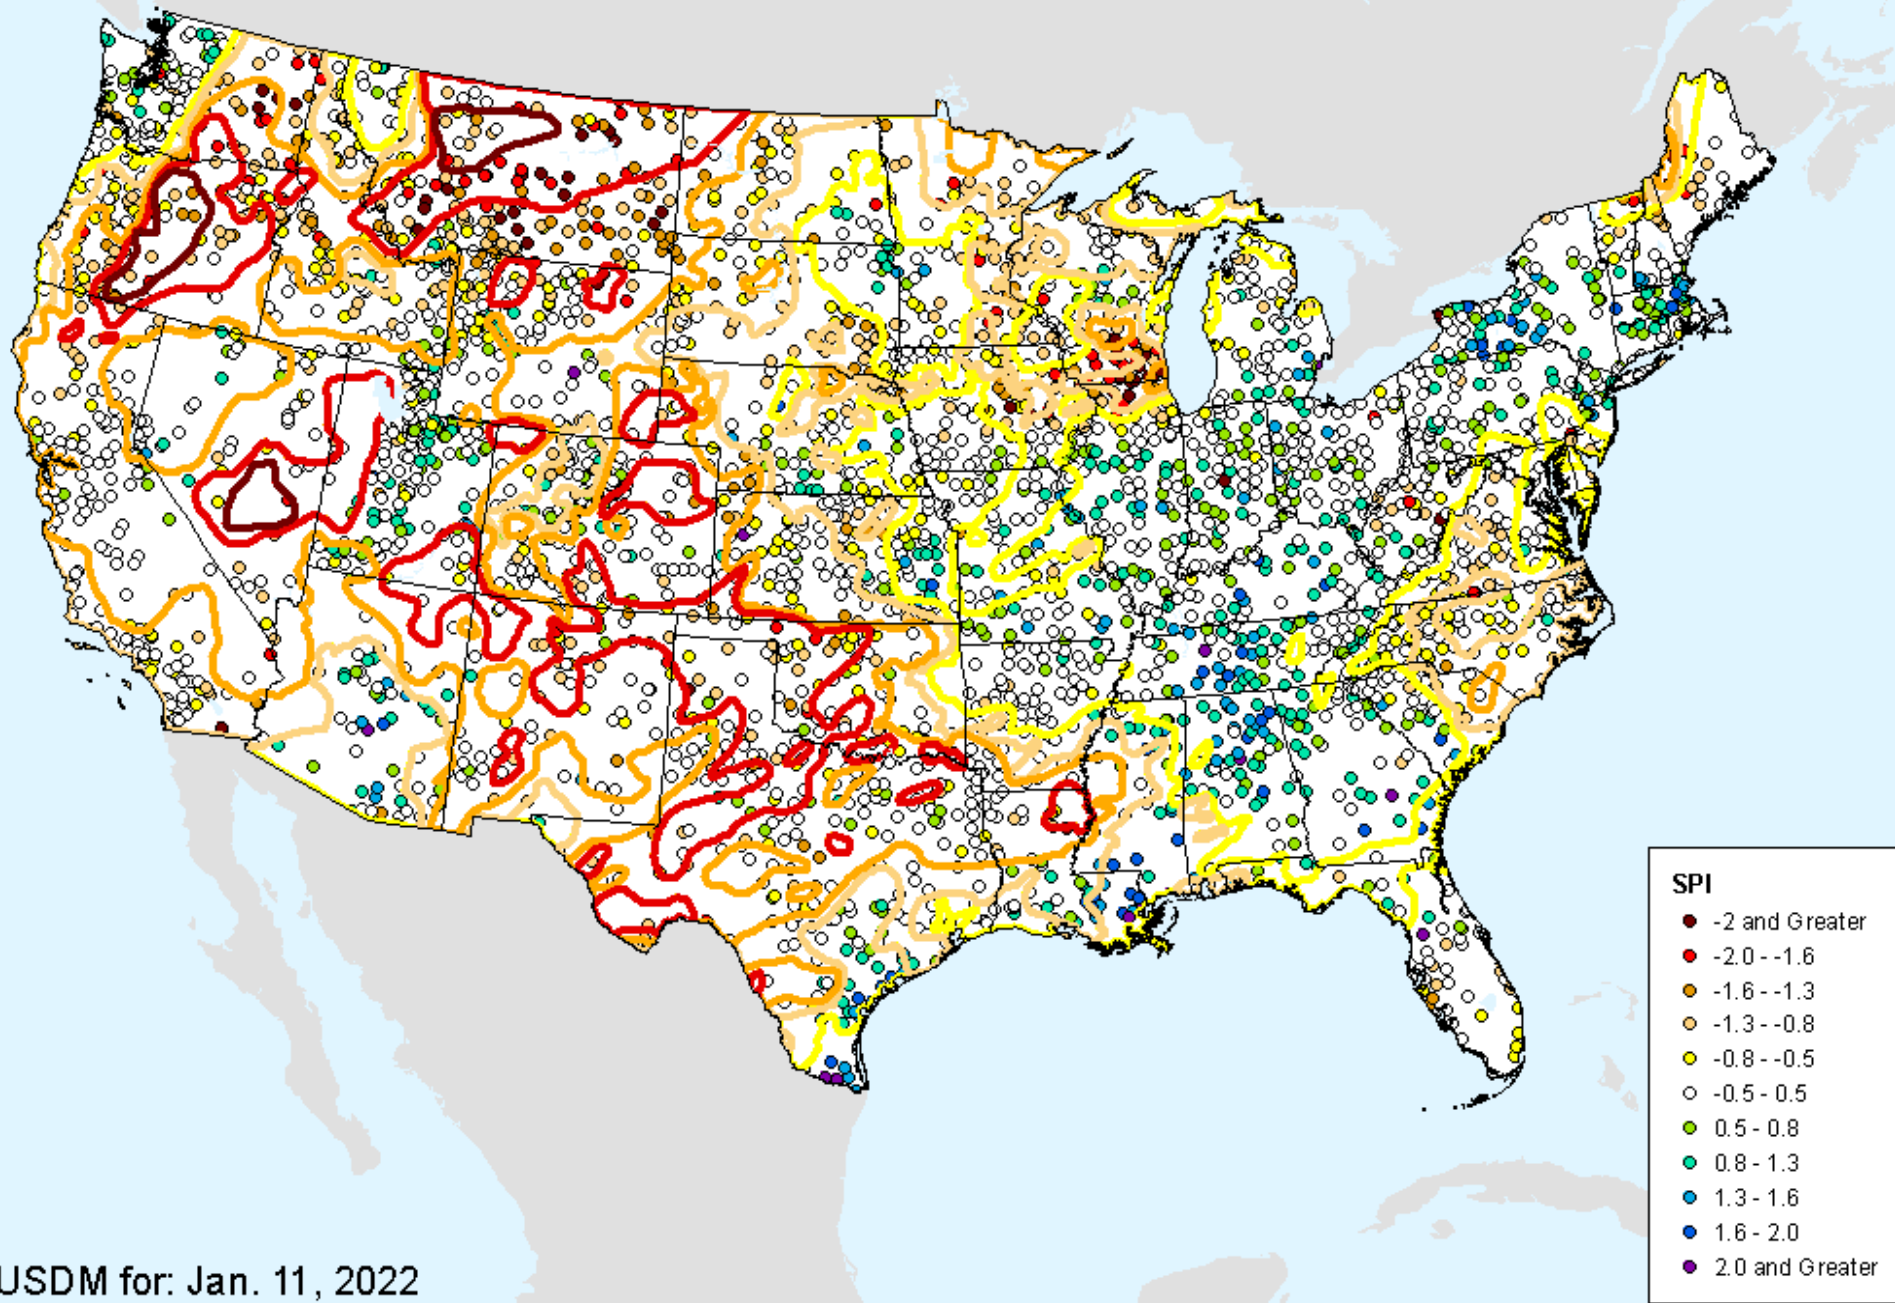 SPI
-2 and Greater
-2.0 - -1.6
-1.6 - -1.3
-1.3 - -0.8
-0.8 - -0.5
-0.5 - 0.5
0.5 - 0.8
0.8 - 1.3
1.3 - 1.6
1.6 - 2.0
2.0 and Greater
USDM for: Jan. 11, 2022